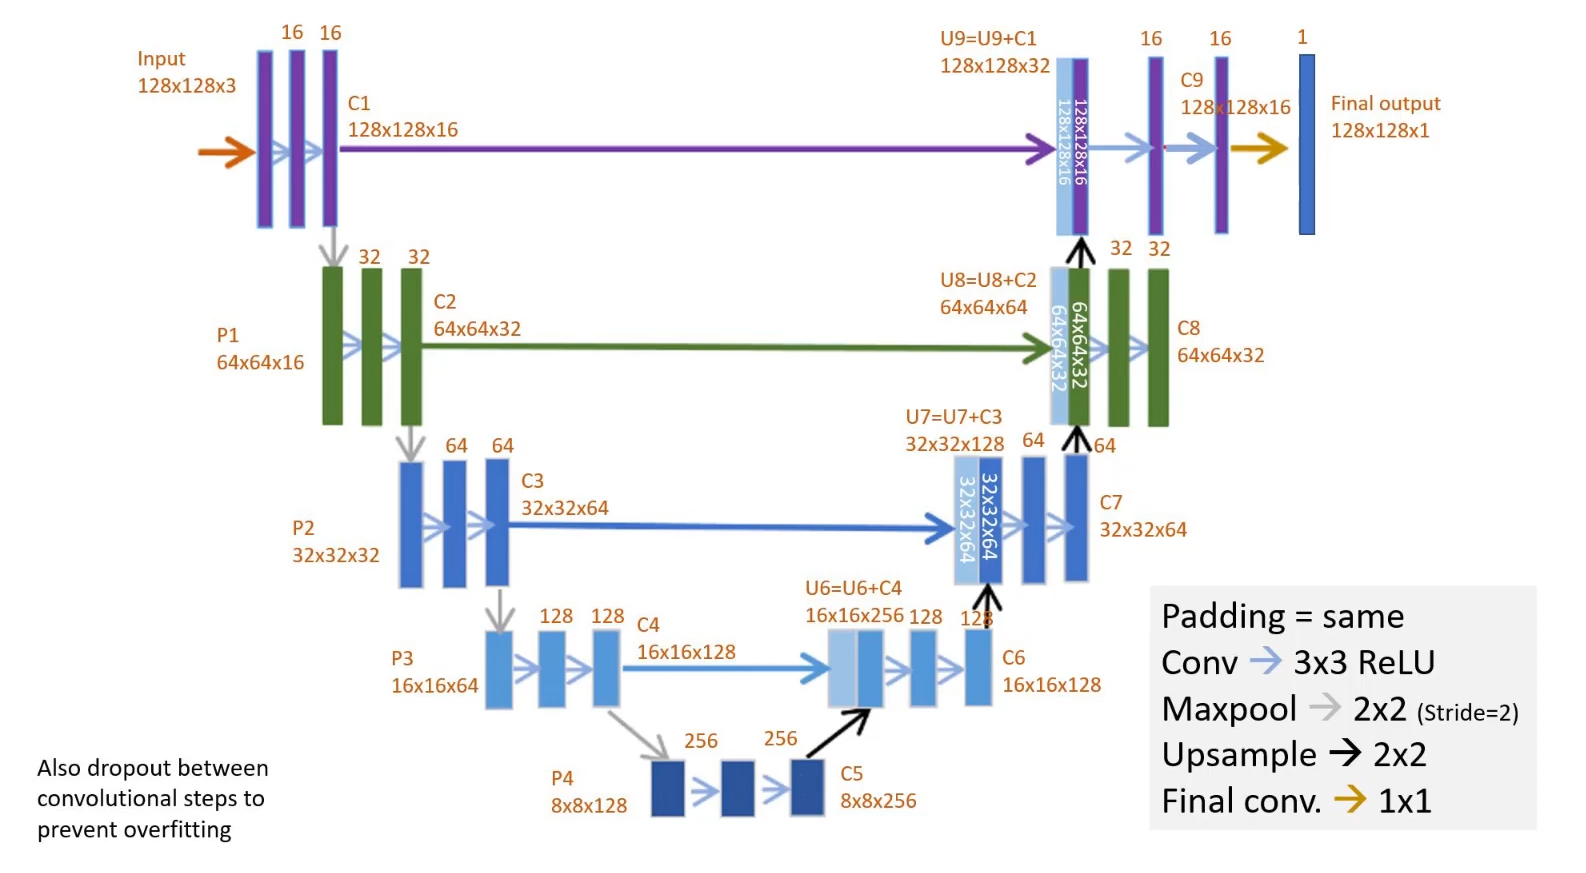 Input
128x128x3
16
16
C1
128x128x16
U9=U9+C1
128x128x32
128x128x16
128x128x16
16
16
C9
128x128x16
1
Final output
128x128x1
P1
64x64x16
32
32
C2
64x64x32
U8=U8+C2
64x64x64
64x64x32
64x64x32
32
32
C8
64x64x32
P2
32x32x32
64
64
C3
32x32x64
U7=U7+C3
32x32x128
32x32x64
32x32x64
64
64
C7
32x32x64
P3
16x16x64
128
128
C4
16x16x128
U6=U6+C4
16x16x256
128
128
C6
16x16x128
P4
8x8x128
256
256
C5
8x8x256
Also dropout between
convolutional steps to
prevent overfitting
Padding = same
Conv → 3x3 ReLU
Maxpool → 2x2 (Stride=2)
Upsample → 2x2
Final conv. → 1x1